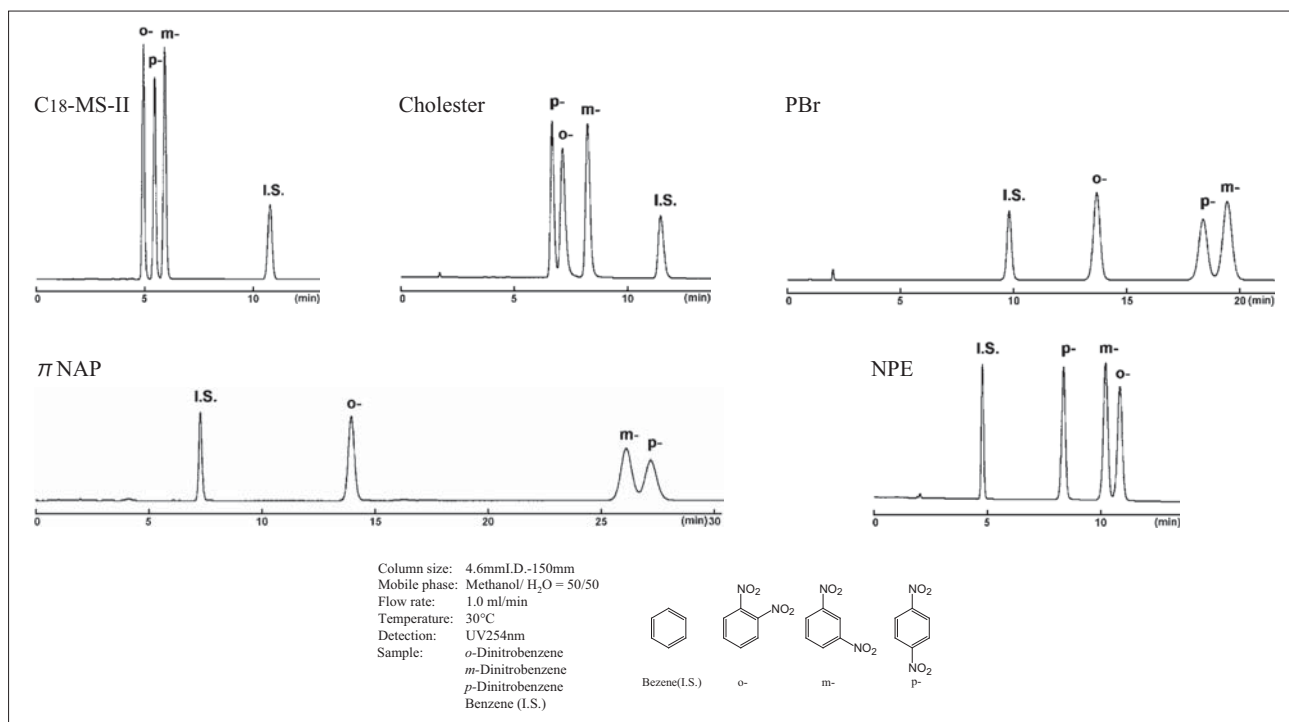 C18-MS-II
o-
m-
p-
I.S.
0 5 10 (min)
Cholester
p-
m-
o-
I.S.
0 5 10 (min)
PBr
I.S.
o-
p-
m-
0 5 10 15 20 (min)
π NAP
I.S.
o-
m-
p-
0 5 10 15 20 25 (min) 30
NPE
I.S.
p-
m-
o-
0 5 10 (min)
Column size: 4.6mmI.D.-150mm
Mobile phase: Methanol/ H2O = 50/50
Flow rate: 1.0 ml/min
Temperature: 30°C
Detection: UV254nm
Sample: o-Dinitrobenzene
m-Dinitrobenzene
p-Dinitrobenzene
Benzene (I.S.)
Bezene(I.S.)
NO2
NO2
o-
NO2
NO2
m-
NO2
NO2
p-